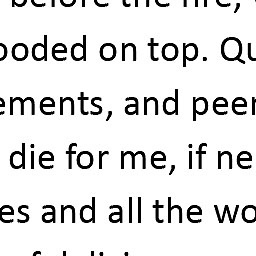 before the fire,
ooded on top. Qu
ements, and peer
die for me, if ne
es and all the wo